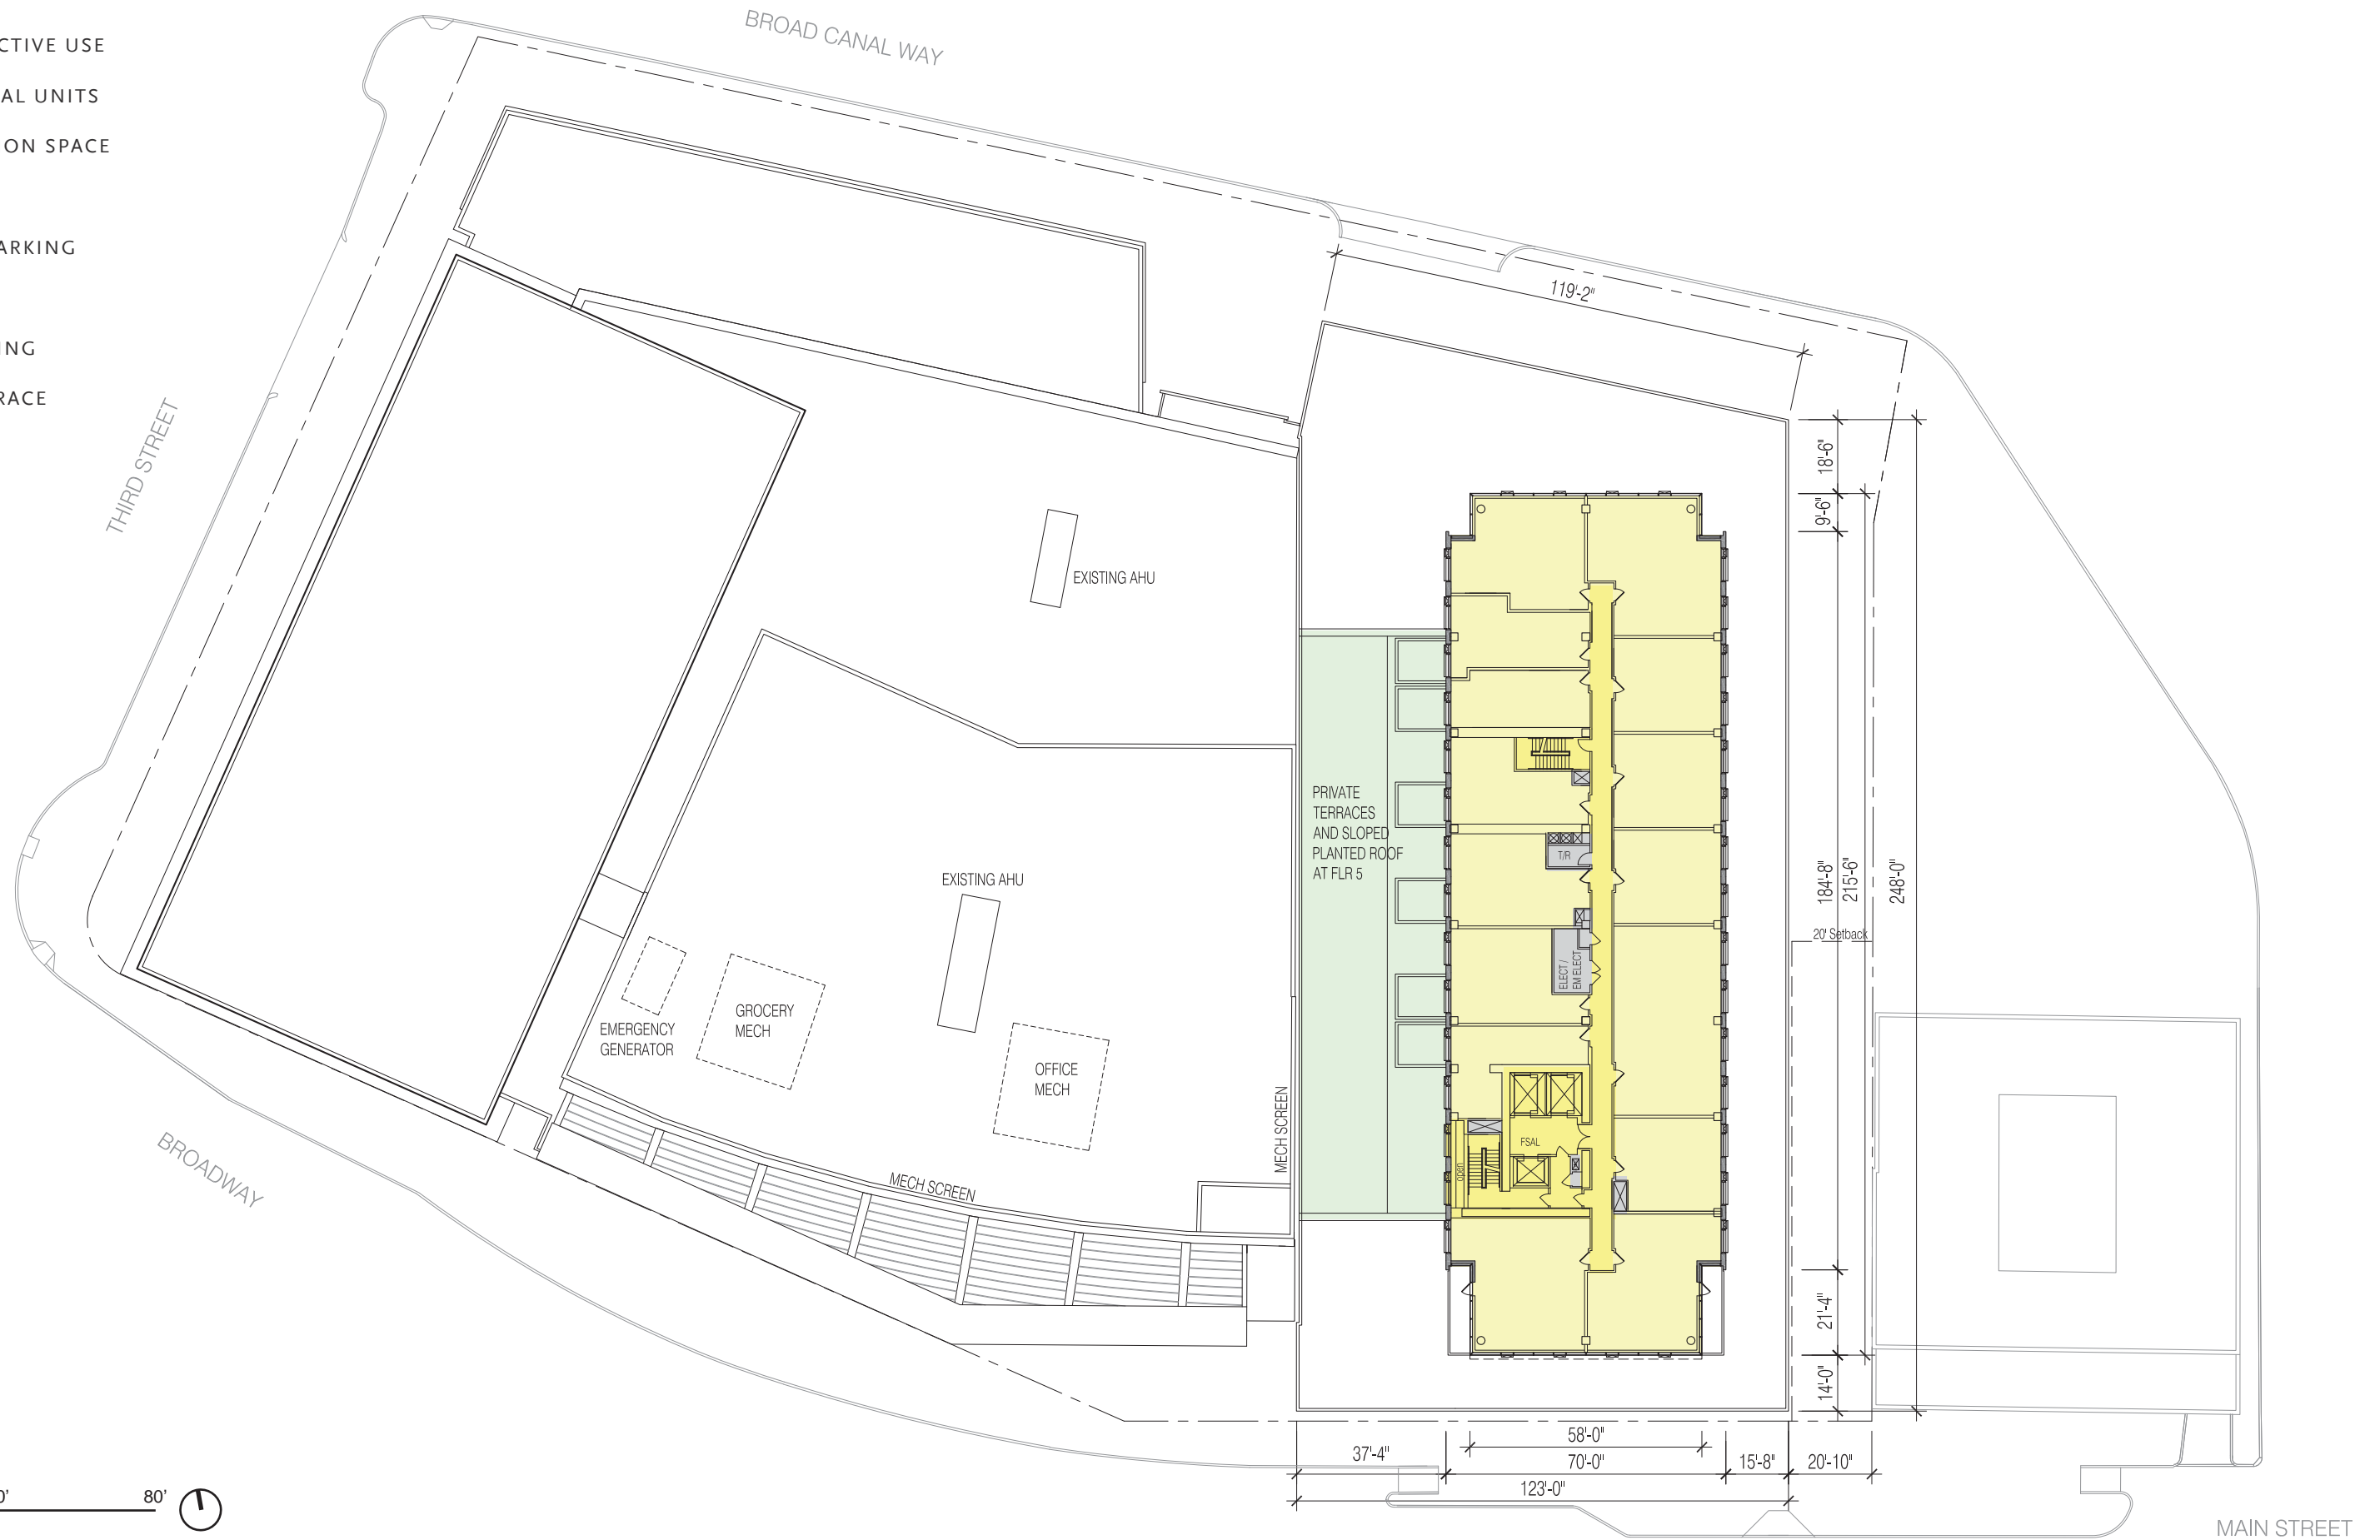 CTIVE USE
AL UNITS
ON SPACE
ARKING
ING
RACE
BROAD CANAL WAY
THIRD STREET
BROADWAY
MAIN STREET
119'-2"
18'-6"
9'-6"
184'-8"
215'-6"
248'-0"
20' Setback
21'-4"
14'-0"
EXISTING AHU
PRIVATE
TERRACES
AND SLOPED
PLANTED ROOF
AT FLR 5
T/R
ELECT /
EM ELECT
FSAL
open
EXISTING AHU
EMERGENCY
GENERATOR
GROCERY
MECH
OFFICE
MECH
MECH SCREEN
MECH SCREEN
58'-0"
37'-4"
70'-0"
15'-8"
20'-10"
123'-0"
0'
80'